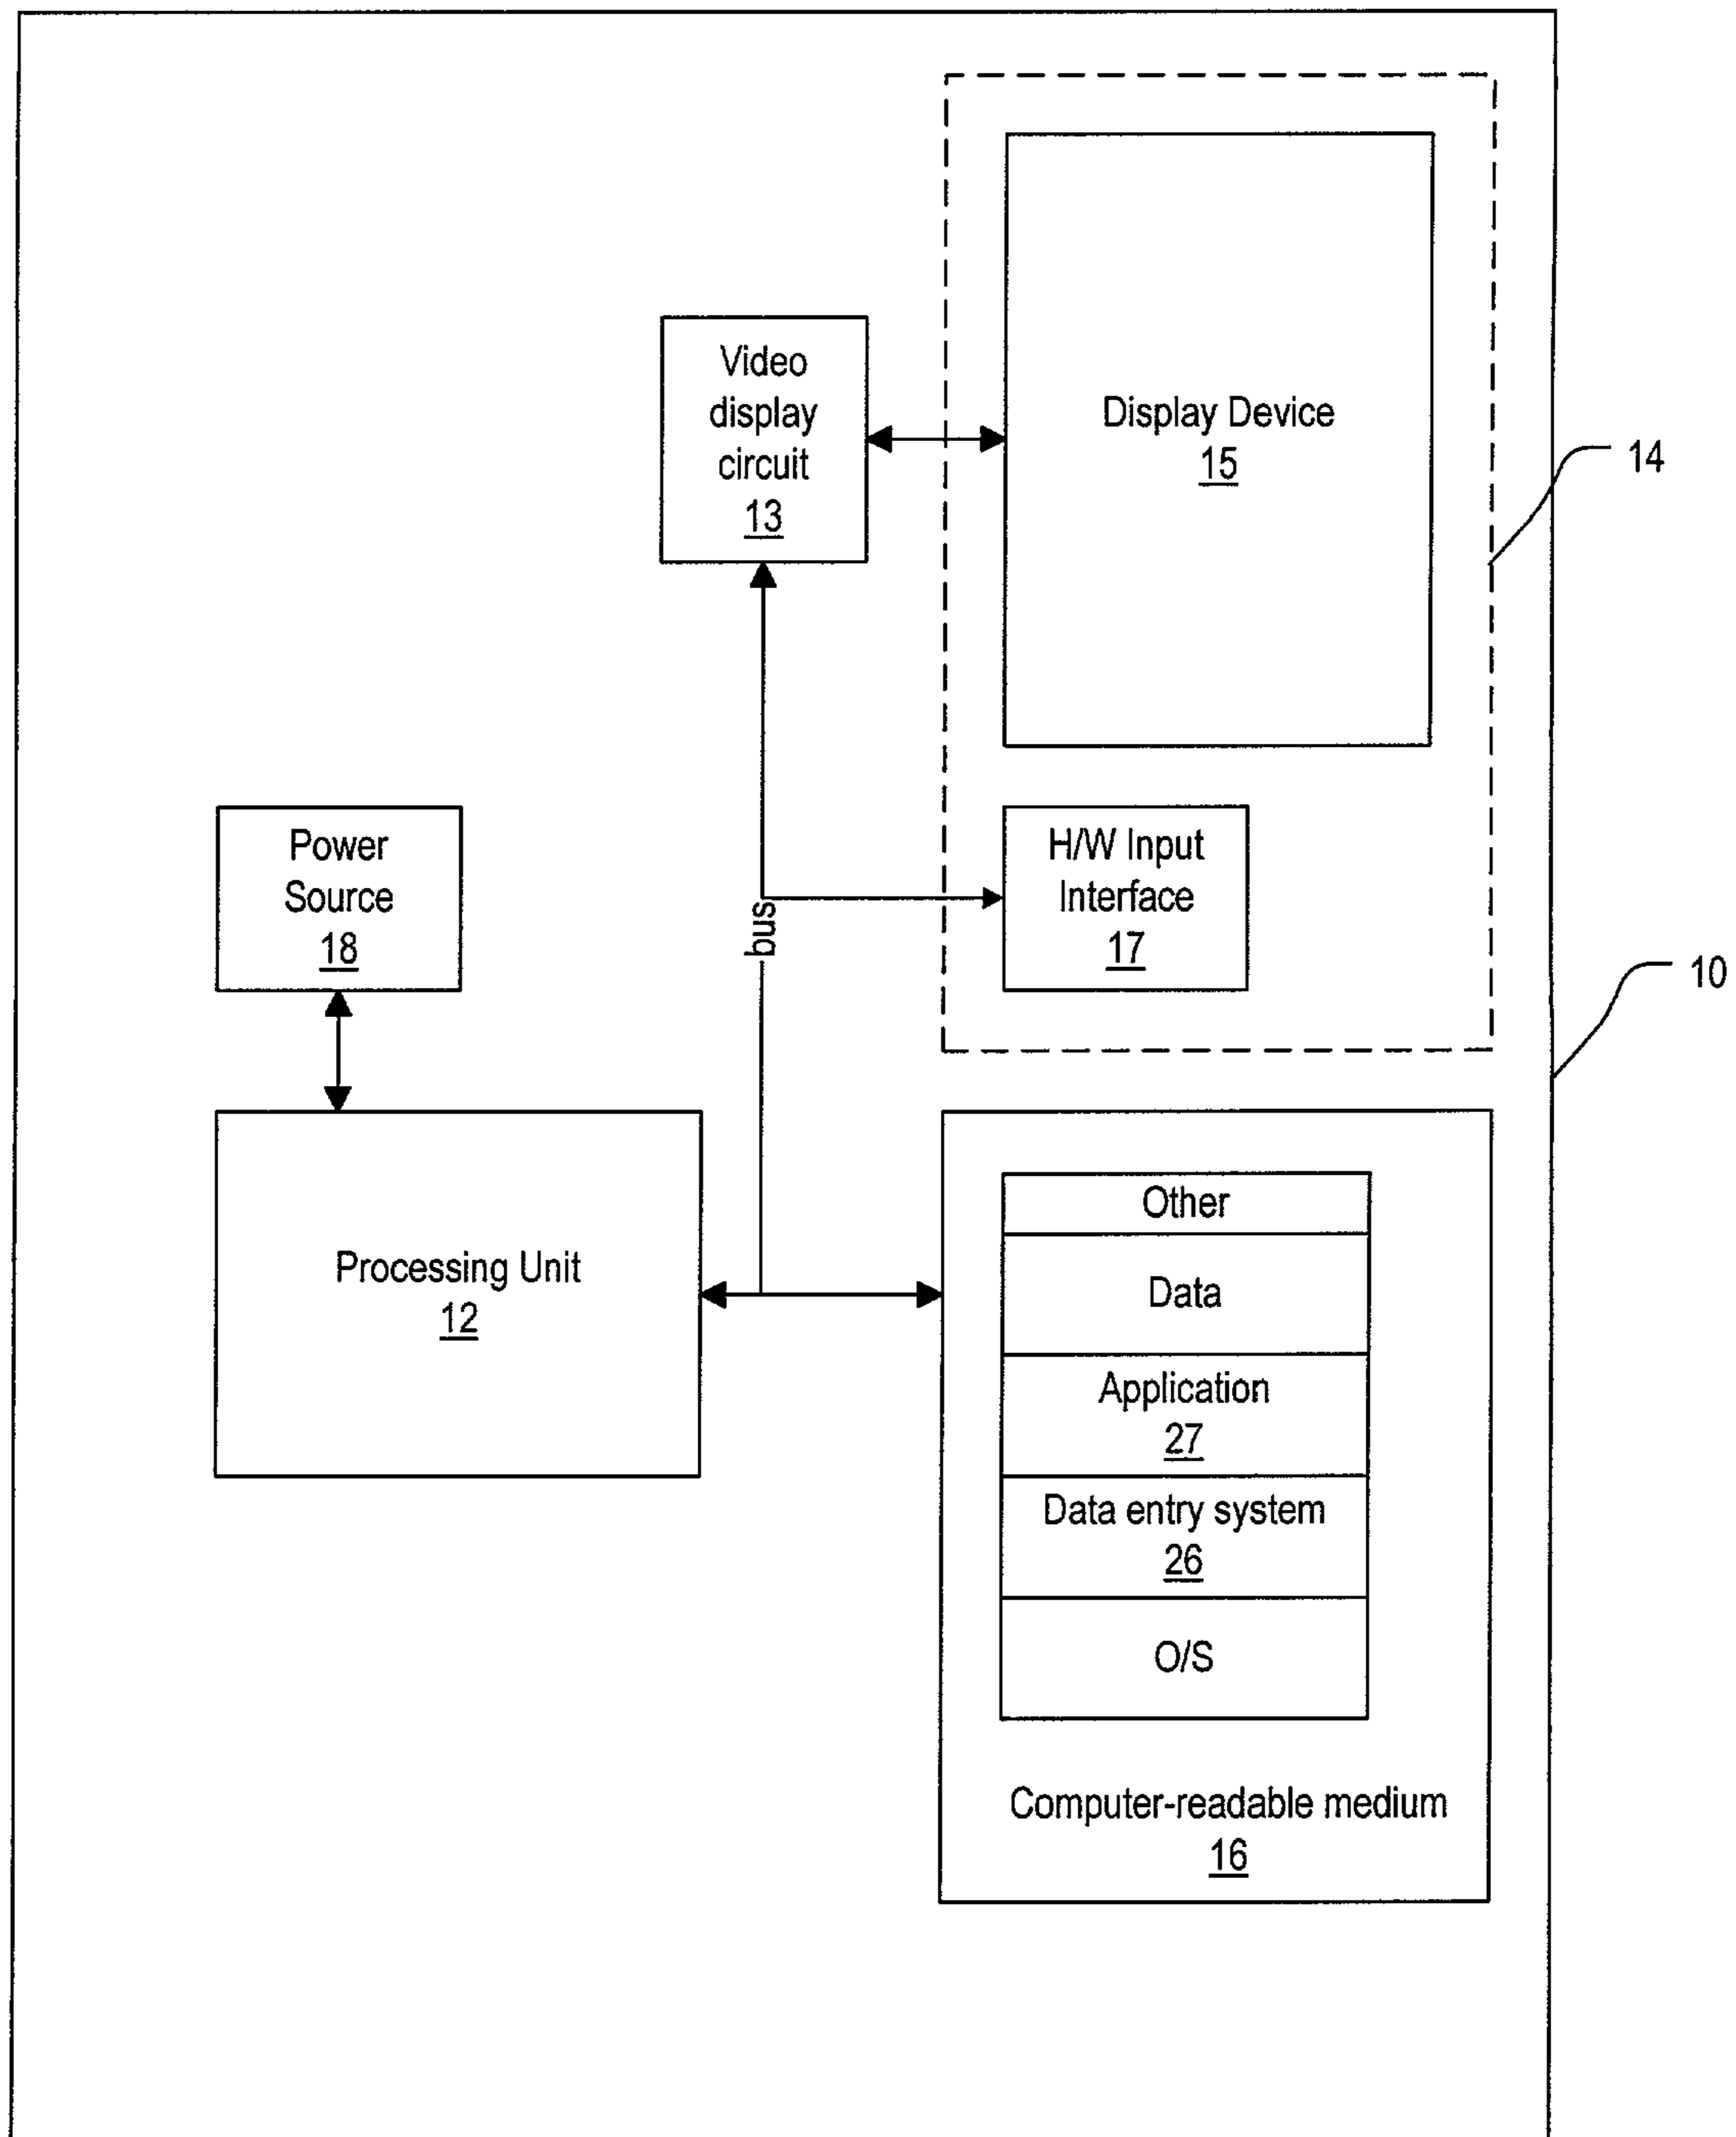 Video
display
circuit
13
Display Device
15
14
Power
Source
18
bus
H/W Input
Interface
17
10
Processing Unit
12
Other
Data
Application
27
Data entry system
26
O/S
Computer-readable medium
16